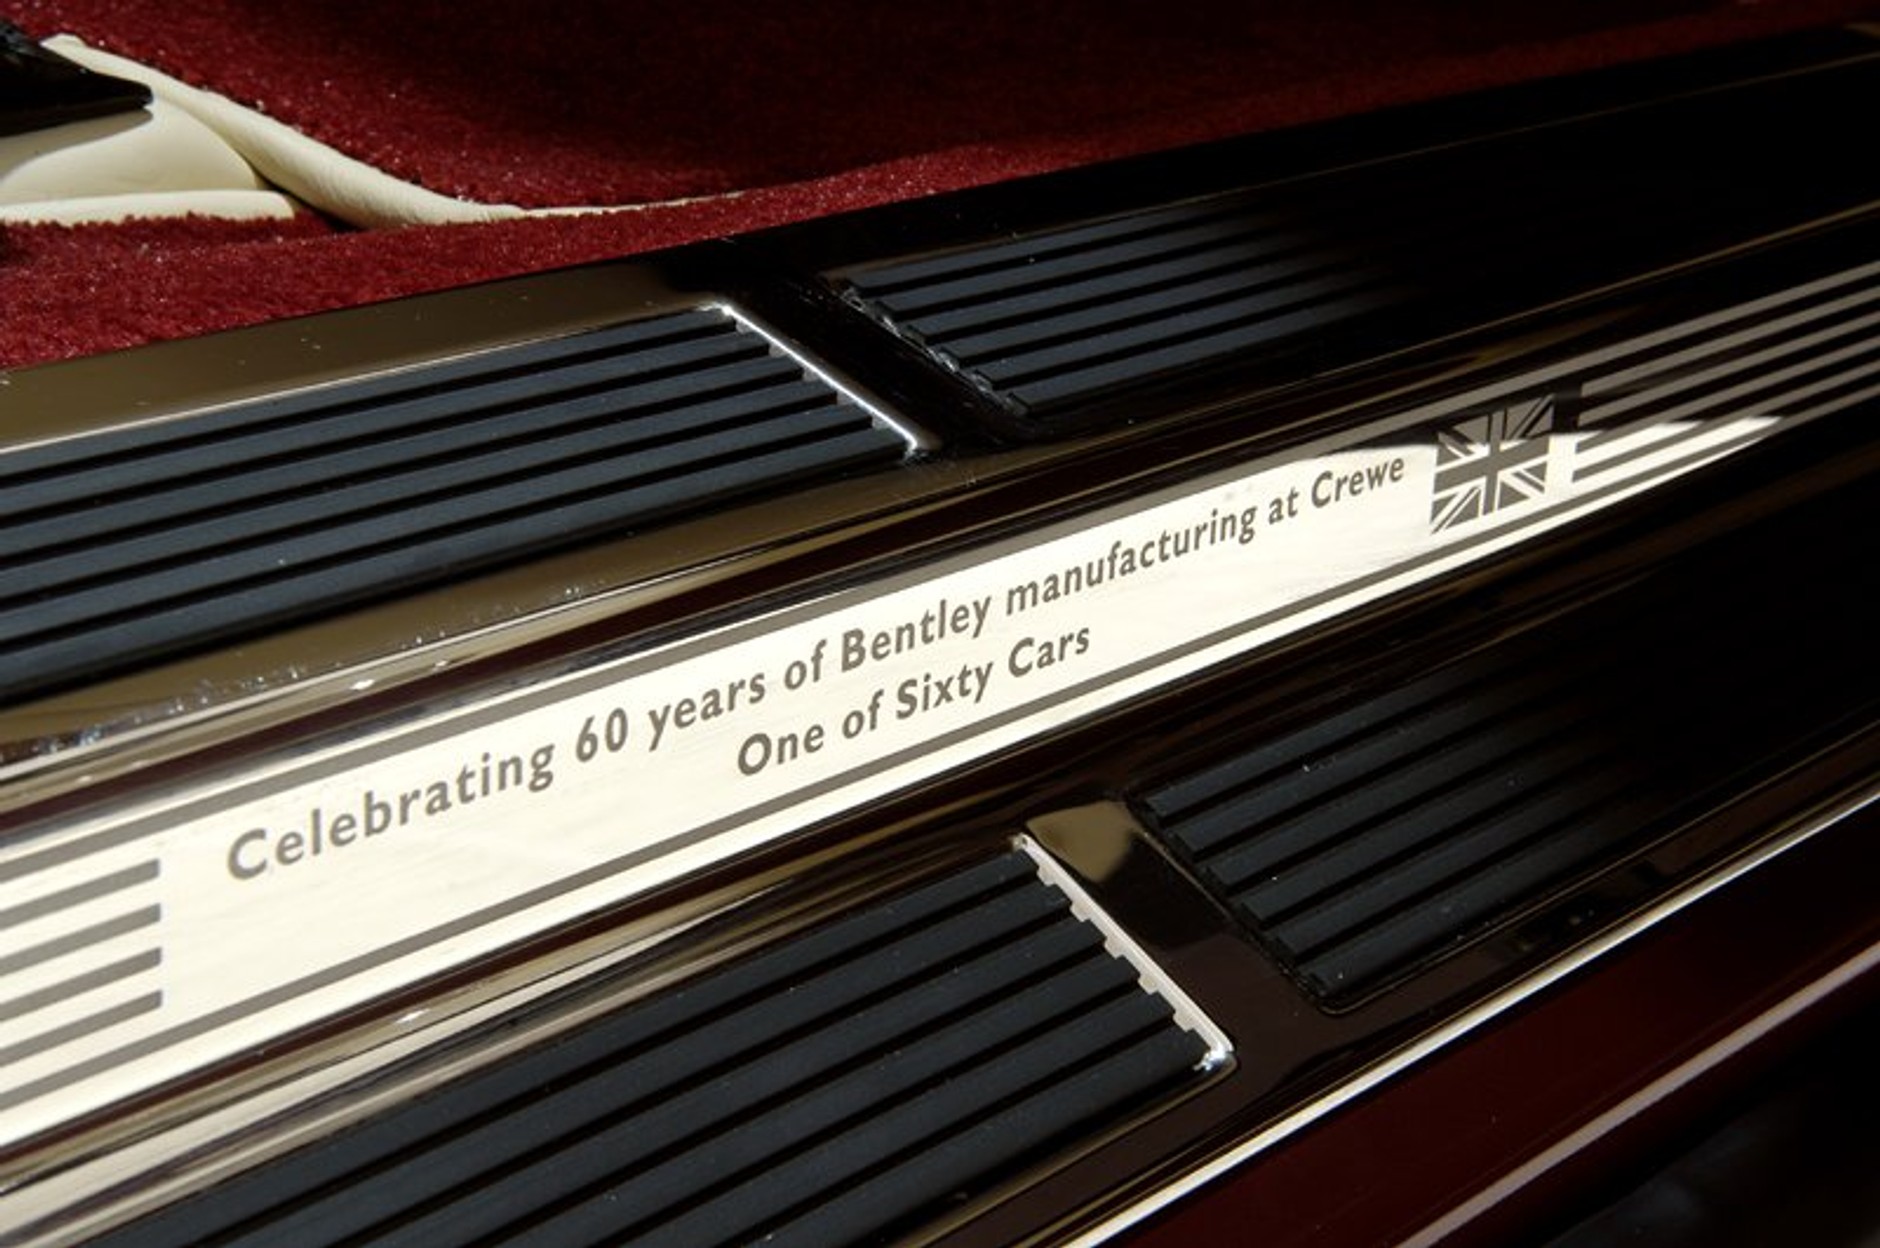 Celebrating 60 years of Bentley manufacturing at Crewe
One of Sixty Cars